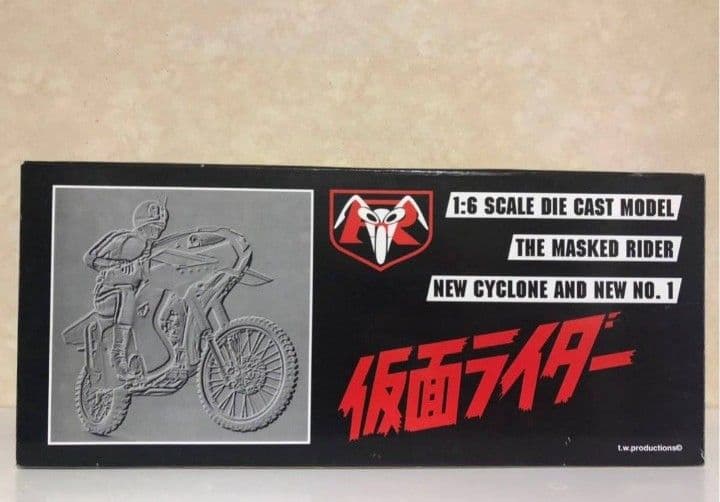 1:6 SCALE DIE CAST MODEL
THE MASKED RIDER
NEW CYCLONE AND NEW NO. 1
仮面ライダー
t.w.productions©